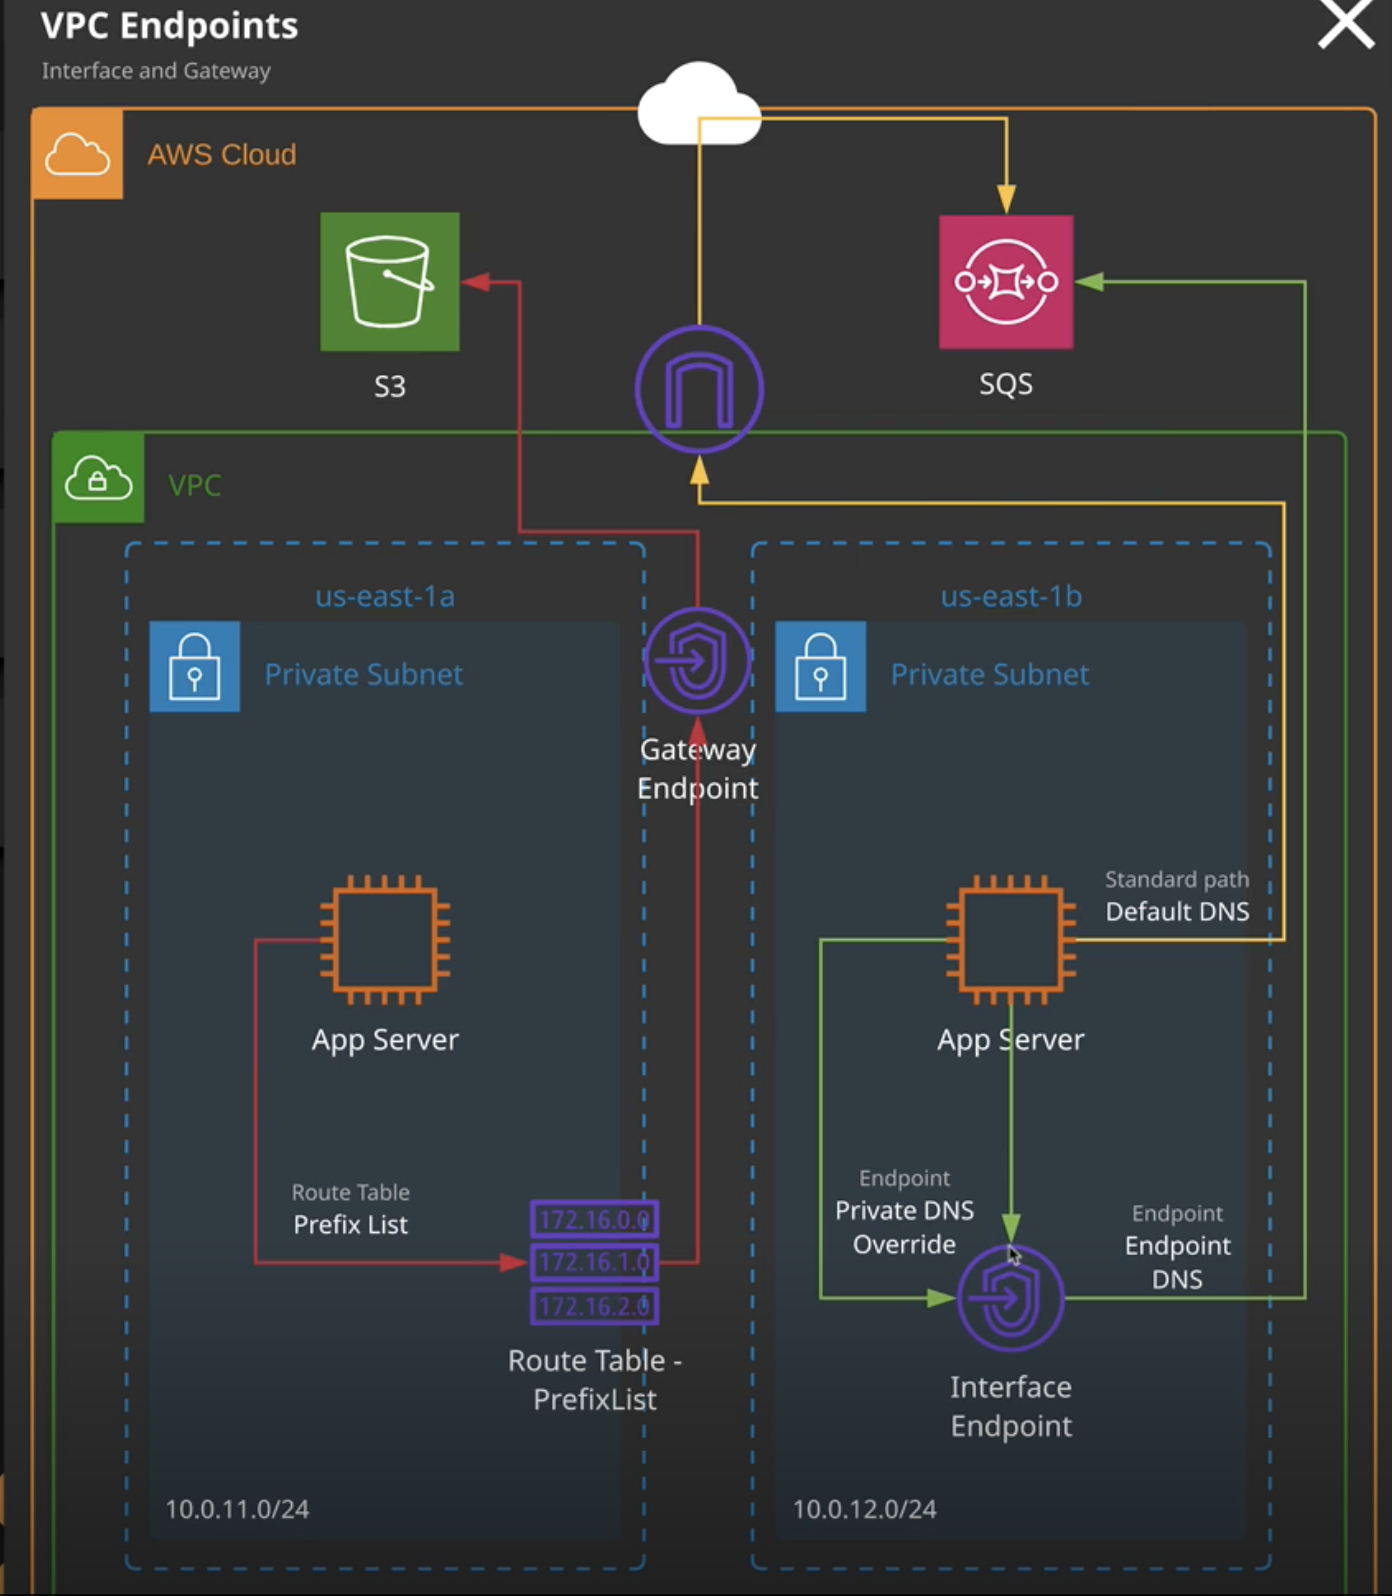 VPC Endpoints
Interface and Gateway
AWS Cloud
S3
SQS
VPC
us-east-1a
us-east-1b
Private Subnet
Private Subnet
Gateway
Endpoint
Standard path
Default DNS
App Server
App Server
Route Table
Prefix List
172.16.0.0
172.16.1.0
172.16.2.0
Route Table -
PrefixList
Endpoint
Private DNS
Override
Endpoint
Endpoint
DNS
Interface
Endpoint
10.0.11.0/24
10.0.12.0/24